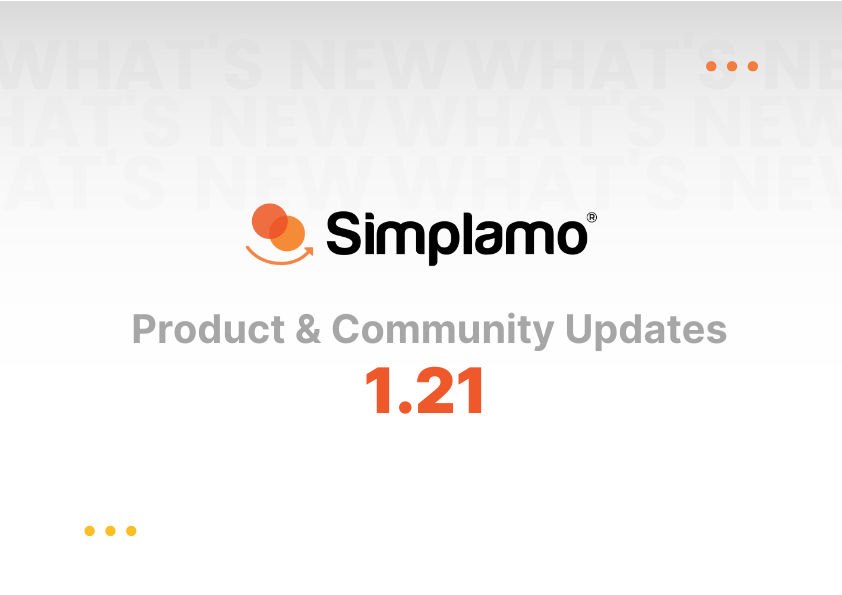 WHAT'S NEW WHAT'S NE
HAT'S NEW WHAT'S NEW
AT'S NEW WHAT'S NEW
Simplamo®
Product & Community Updates
1.21